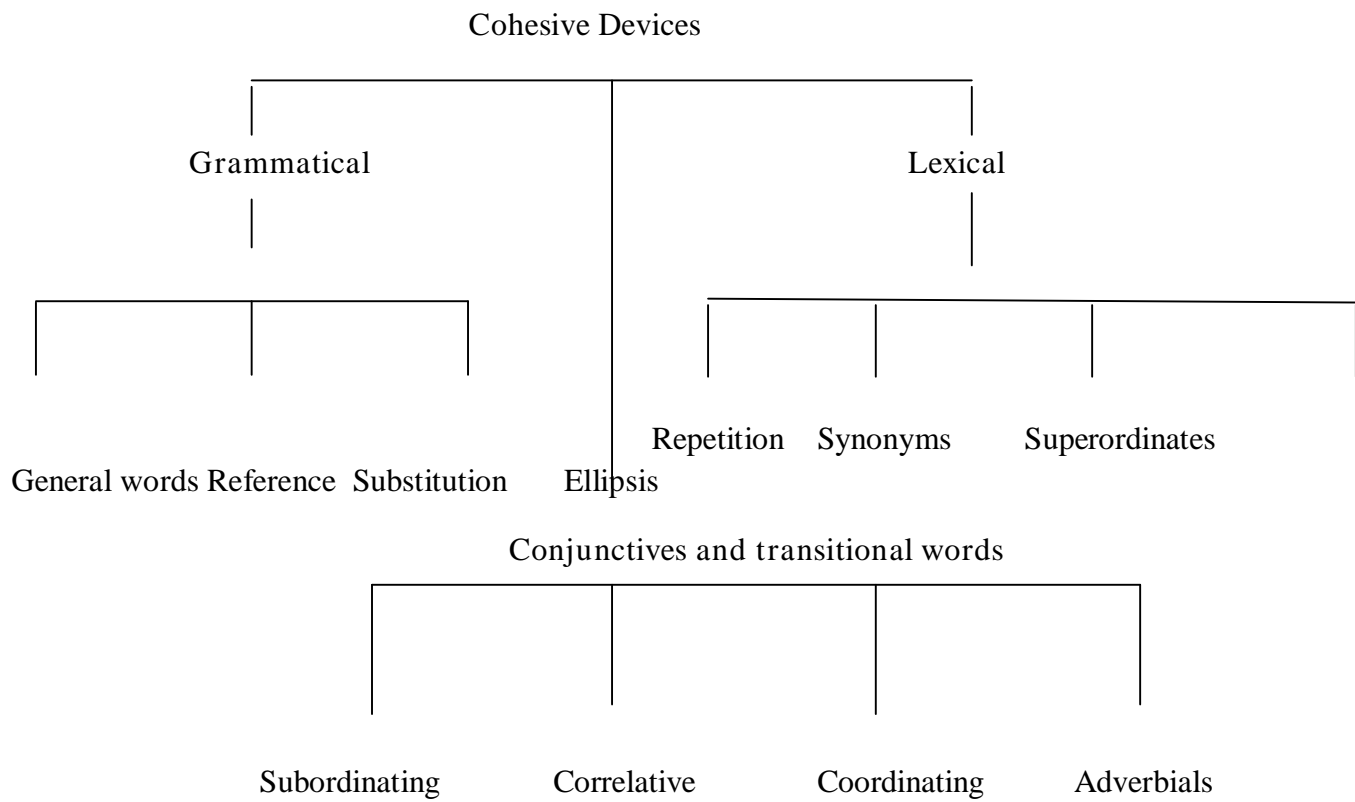 Cohesive Devices
Grammatical Lexical
Repetition Synonyms Superordinates
General words Reference Substitution Ellipsis
Conjunctives and transitional words
Subordinating Correlative Coordinating Adverbials